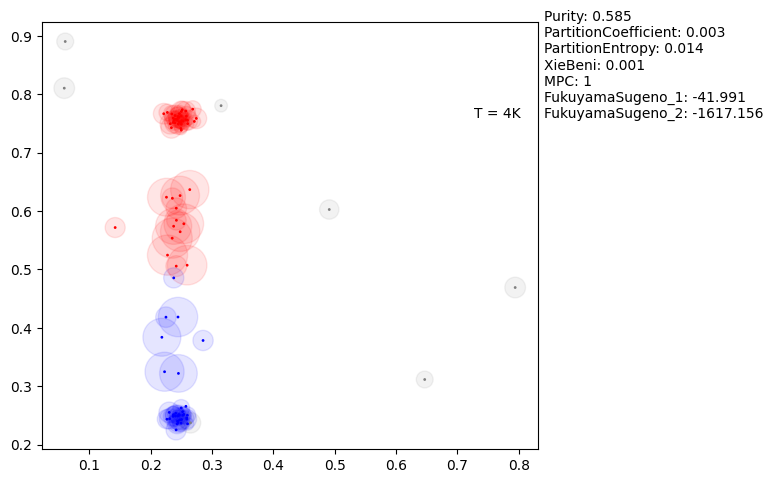 Purity: 0.585
PartitionCoefficient: 0.003
PartitionEntropy: 0.014
XieBeni: 0.001
MPC: 1
FukuyamaSugeno_1: -41.991
FukuyamaSugeno_2: -1617.156
T = 4K
0.9
0.8
0.7
0.6
0.5
0.4
0.3
0.2
0.1 0.2 0.3 0.4 0.5 0.6 0.7 0.8